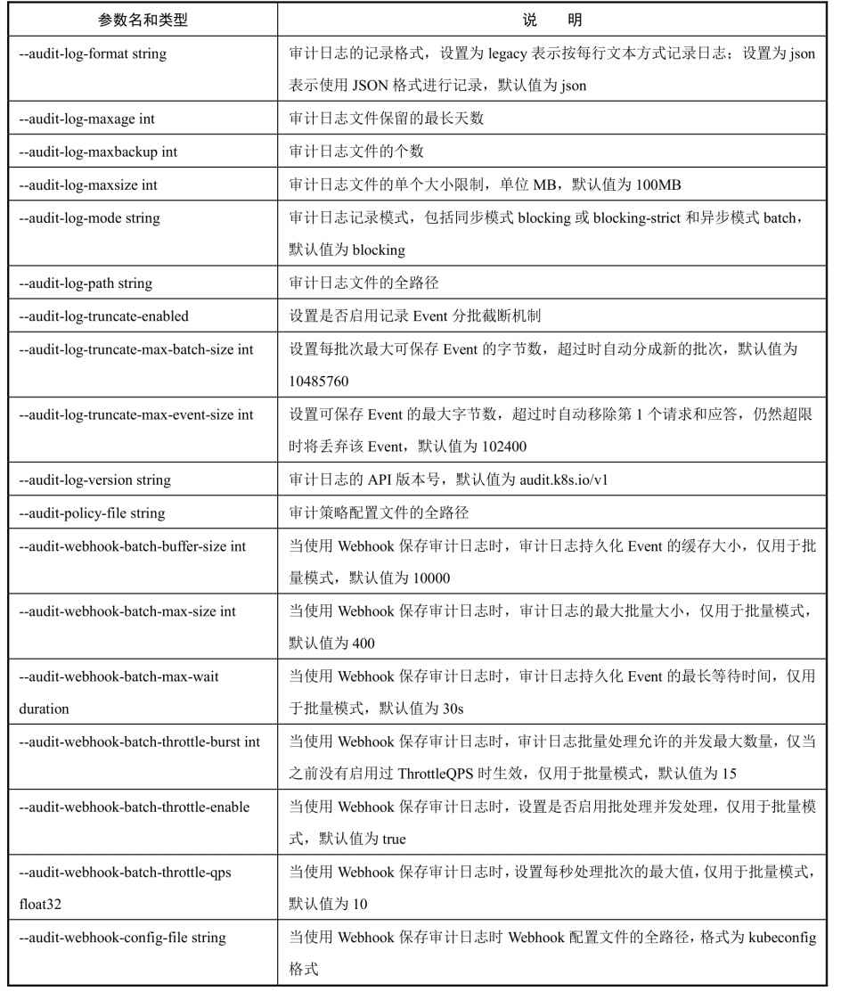 参数名和类型
说 明
--audit-log-format string
审计日志的记录格式，设置为 legacy 表示按每行文本方式记录日志；设置为 json
表示使用 JSON 格式进行记录，默认值为 json
--audit-log-maxage int
审计日志文件保留的最长天数
--audit-log-maxbackup int
审计日志文件的个数
--audit-log-maxsize int
审计日志文件的单个大小限制，单位 MB，默认值为 100MB
--audit-log-mode string
审计日志记录模式，包括同步模式 blocking 或 blocking-strict 和异步模式 batch，
默认值为 blocking
--audit-log-path string
审计日志文件的全路径
--audit-log-truncate-enabled
设置是否启用记录 Event 分批截断机制
--audit-log-truncate-max-batch-size int
设置每批次最大可保存 Event 的字节数，超过时自动分成新的批次，默认值为
10485760
--audit-log-truncate-max-event-size int
设置可保存 Event 的最大字节数，超过时自动移除第 1 个请求和应答，仍然超限
时将丢弃该 Event，默认值为 102400
--audit-log-version string
审计日志的 API 版本号，默认值为 audit.k8s.io/v1
--audit-policy-file string
审计策略配置文件的全路径
--audit-webhook-batch-buffer-size int
当使用 Webhook 保存审计日志时，审计日志持久化 Event 的缓存大小，仅用于批
量模式，默认值为 10000
--audit-webhook-batch-max-size int
当使用 Webhook 保存审计日志时，审计日志的最大批量大小，仅用于批量模式，
默认值为 400
--audit-webhook-batch-max-wait
duration
当使用 Webhook 保存审计日志时，审计日志持久化 Event 的最长等待时间，仅用
于批量模式，默认值为 30s
--audit-webhook-batch-throttle-burst int
当使用 Webhook 保存审计日志时，审计日志批量处理允许的并发最大数量，仅当
之前没有启用过 ThrottleQPS 时生效，仅用于批量模式，默认值为 15
--audit-webhook-batch-throttle-enable
当使用 Webhook 保存审计日志时，设置是否启用批处理并发处理，仅用于批量模
式，默认值为 true
--audit-webhook-batch-throttle-qps
float32
当使用 Webhook 保存审计日志时，设置每秒处理批次的最大值，仅用于批量模式，
默认值为 10
--audit-webhook-config-file string
当使用 Webhook 保存审计日志时 Webhook 配置文件的全路径，格式为 kubeconfig
格式